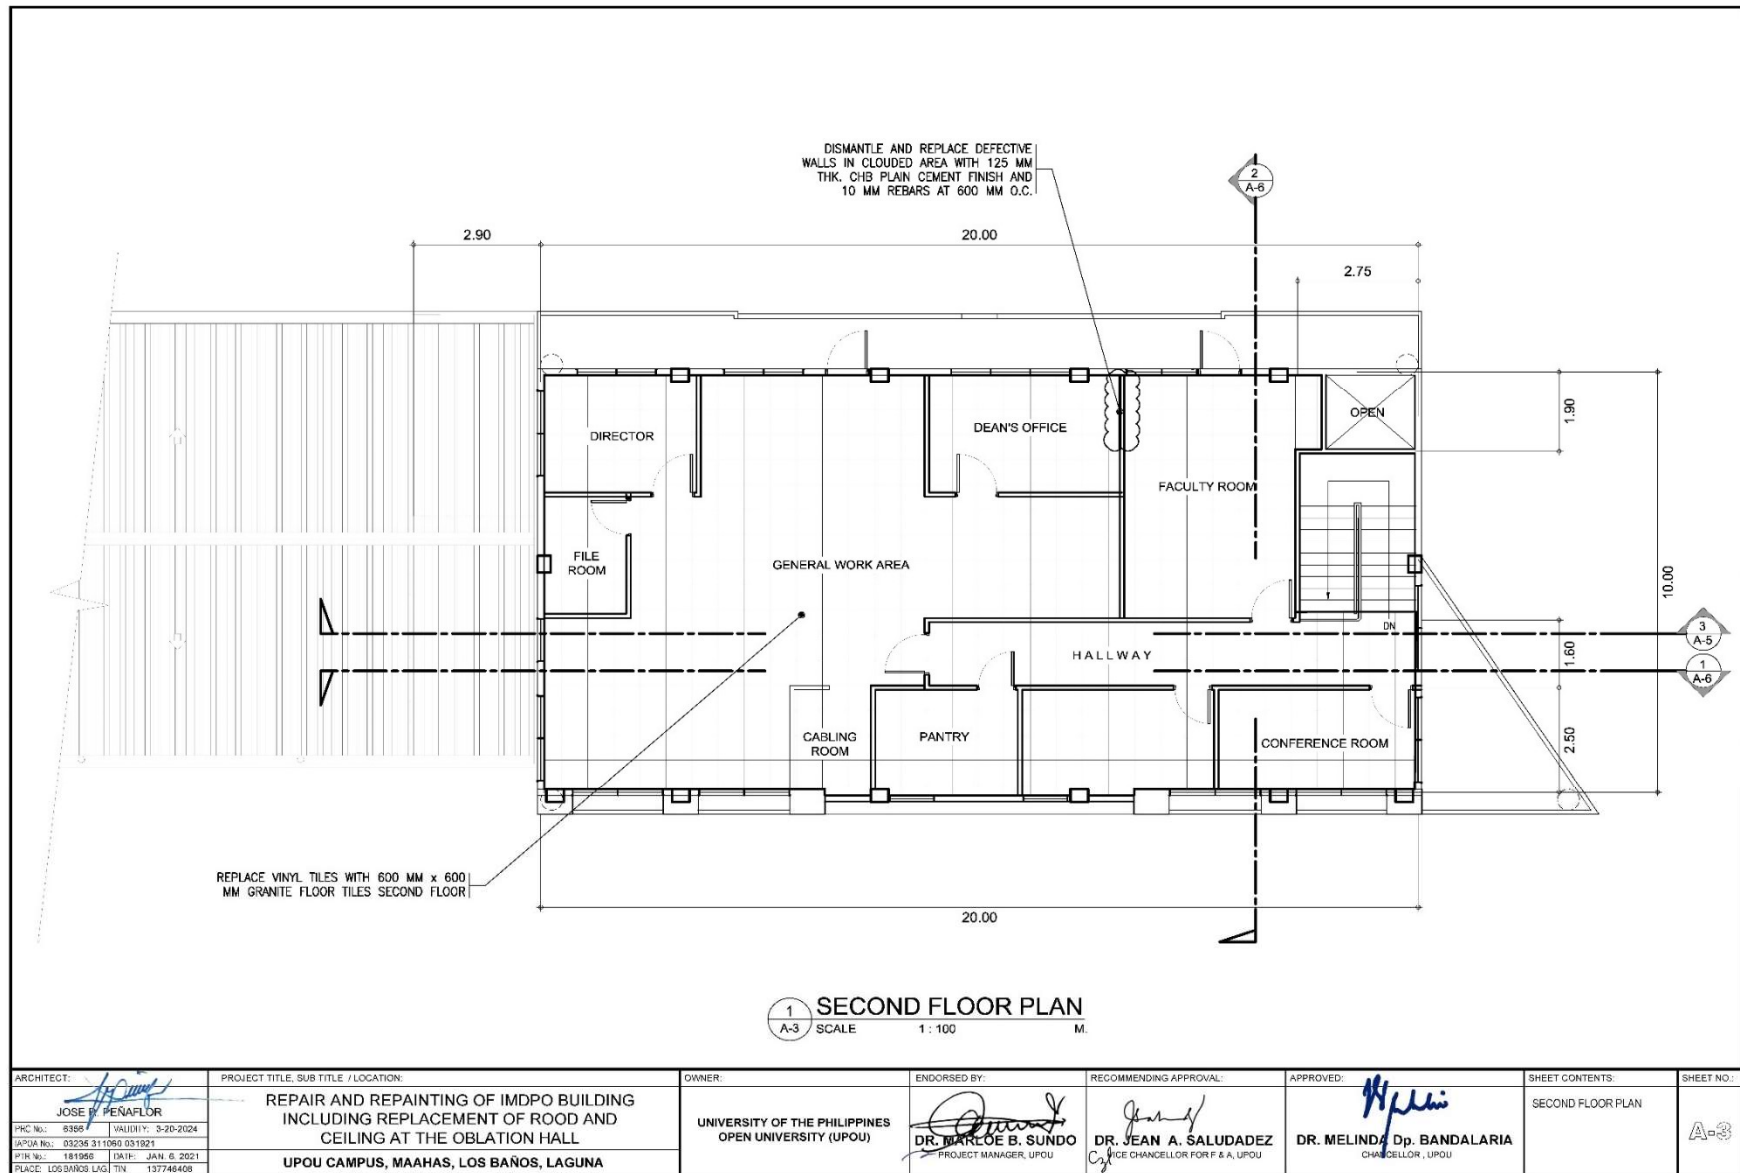 DISMANTLE AND REPLACE DEFECTIVE
WALLS IN CLOUDED AREA WITH 125 MM
THK. CHB PLAIN CEMENT FINISH AND
10 MM REBARS AT 600 MM O.C.
2
A-6
2.90
20.00
2.75
OPEN
1.90
DIRECTOR
DEAN'S OFFICE
FACULTY ROOM
FILE
ROOM
GENERAL WORK AREA
10.00
DN
3
A-5
HALLWAY
1.60
1
A-6
CABLING
ROOM
PANTRY
CONFERENCE ROOM
2.50
REPLACE VINYL TILES WITH 600 MM x 600
MM GRANITE FLOOR TILES SECOND FLOOR
20.00
1
A-3
SECOND FLOOR PLAN
SCALE 1 : 100 M.
ARCHITECT:
JOSE P. PEÑAFLOR
PRC No.: 6356 VALIDITY: 3-20-2024
IAPOA No.: 03236 311060 031921
PTR No.: 181956 DATE: JAN. 6, 2021
PLACE: LOS BAÑOS LAG. TIN 137746408
PROJECT TITLE, SUB TITLE / LOCATION:
REPAIR AND REPAINTING OF IMDPO BUILDING
INCLUDING REPLACEMENT OF ROOD AND
CEILING AT THE OBLATION HALL
UPOU CAMPUS, MAAHAS, LOS BAÑOS, LAGUNA
OWNER:
UNIVERSITY OF THE PHILIPPINES
OPEN UNIVERSITY (UPOU)
ENDORSED BY:
DR. MARLOE B. SUNDO
PROJECT MANAGER, UPOU
RECOMMENDING APPROVAL:
DR. JEAN A. SALUDADEZ
VICE CHANCELLOR FOR F & A, UPOU
APPROVED:
DR. MELINDA Dp. BANDALARIA
CHANCELLOR , UPOU
SHEET CONTENTS:
SECOND FLOOR PLAN
SHEET NO.:
A-3